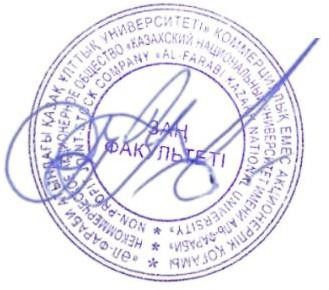 «ӘЛ-ФАРАБИ АТЫНДАҒЫ ҚАЗАҚ ҰЛТТЫҚ УНИВЕРСИТЕТІ» КОММЕРЦИЯЛЫҚ ЕМЕС АКЦИОНЕРЛІК ҚОҒАМЫ
НЕКОММЕРЧЕСКОЕ АКЦИОНЕРНОЕ ОБЩЕСТВО «КАЗАХСКИЙ НАЦИОНАЛЬНЫЙ УНИВЕРСИТЕТ ИМЕНИ АЛЬ-ФАРАБИ»
NON-PROFIT JOINT STOCK COMPANY «AL-FARABI KAZAKH NATIONAL UNIVERSITY»
ЗАҢ
ФАКУЛЬТЕТІ